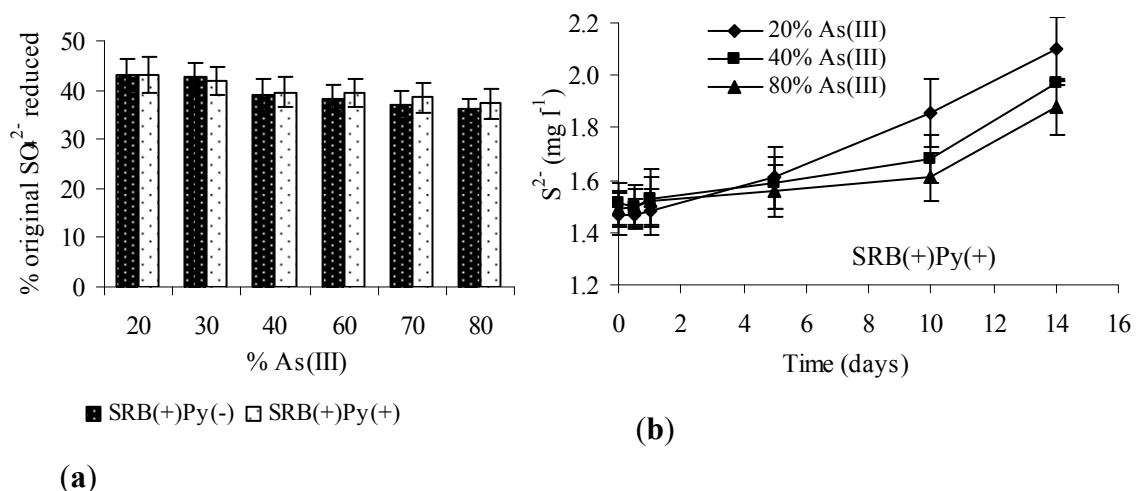 % original SO₄²⁻ reduced
50
40
30
20
10
0
20 30 40 60 70 80
% As(III)
SRB(+)Py(-) SRB(+)Py(+)
(a)
S²⁻ (mg l⁻¹)
2.2
2.0
1.8
1.6
1.4
1.2
20% As(III)
40% As(III)
80% As(III)
SRB(+)Py(+)
0 2 4 6 8 10 12 14 16
Time (days)
(b)